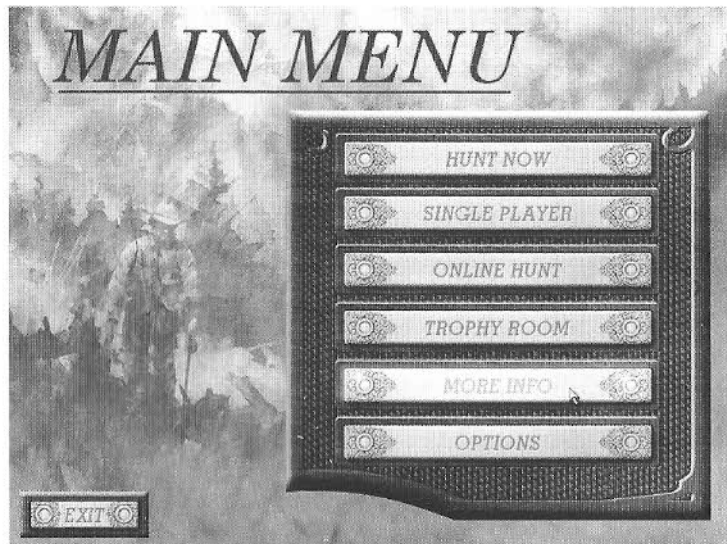 MAIN MENU
HUNT NOW
SINGLE PLAYER
ONLINE HUNT
TROPHY ROOM
MORE INFO
OPTIONS
EXIT